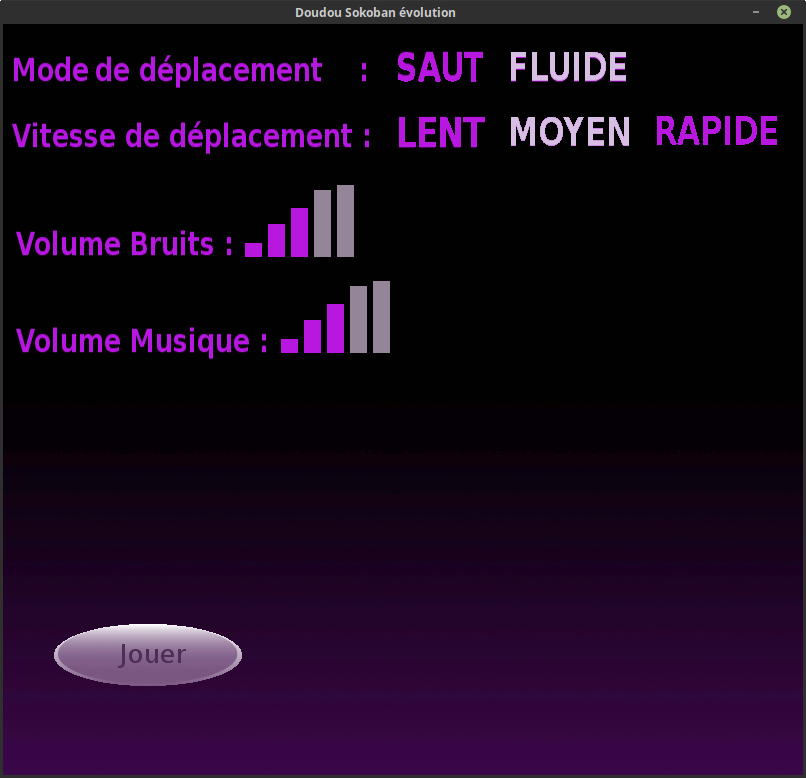 Doudou Sokoban évolution
Mode de déplacement : SAUT FLUIDE
Vitesse de déplacement : LENT MOYEN RAPIDE
Volume Bruits :
Volume Musique :
Jouer